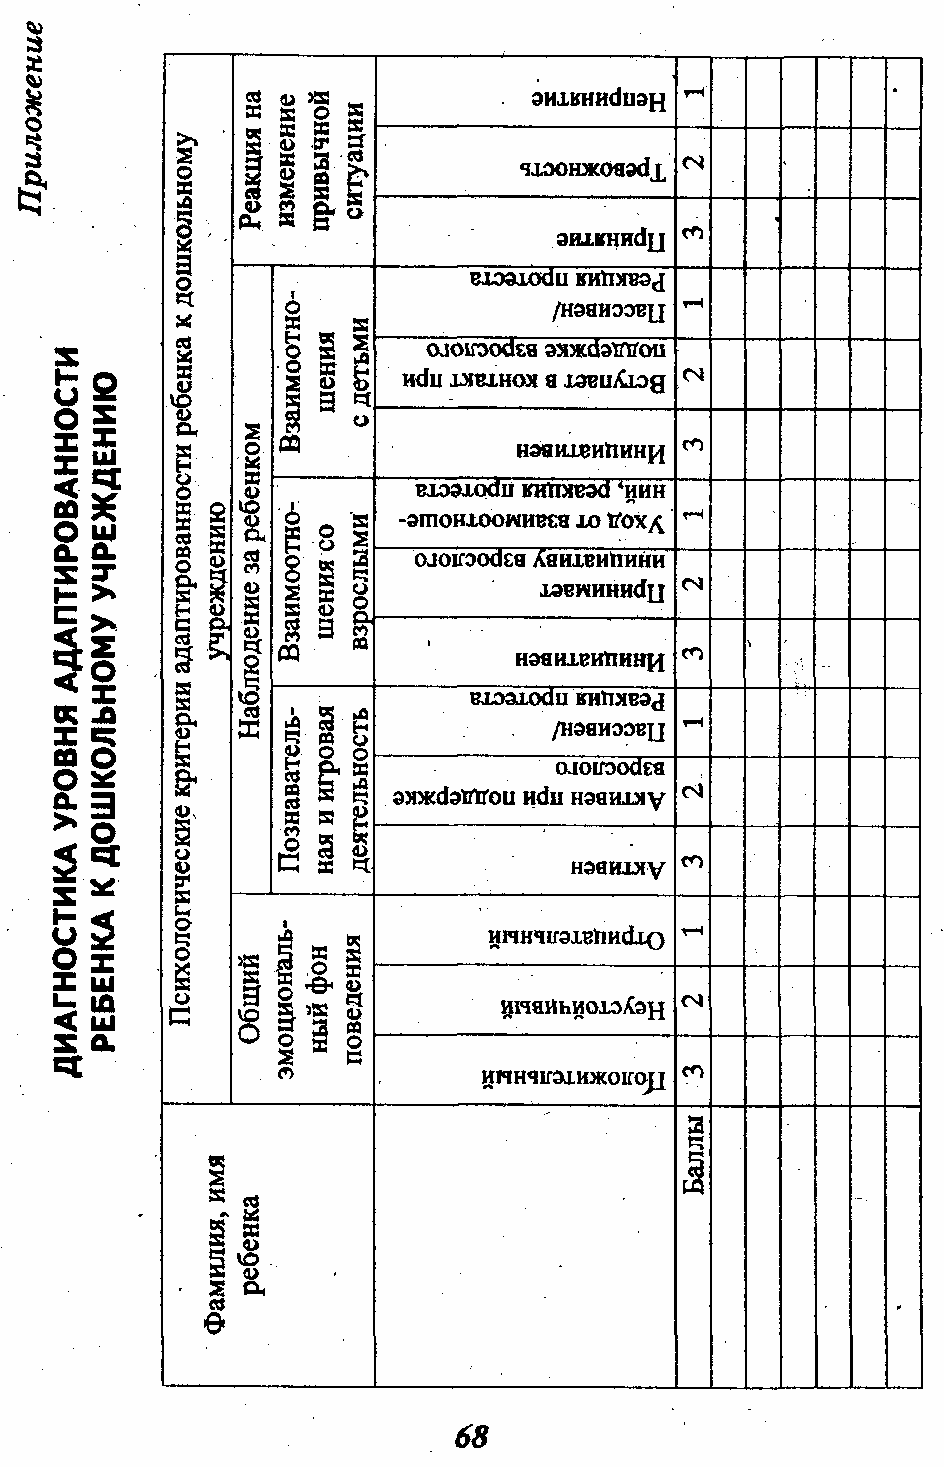 Приложение
ДИАГНОСТИКА УРОВНЯ АДАПТИРОВАННОСТИ
РЕБЕНКА К ДОШКОЛЬНОМУ УЧРЕЖДЕНИЮ
Фамилия, имя
ребенка
Психологические критерии адаптированности ребенка к дошкольному
учреждению
Общий
эмоциональ-
ный фон
поведения
Наблюдение за ребенком
Познаватель-
ная и игровая
деятельность
Взаимоотно-
шения со
взрослыми
Взаимоотно-
шения
с детьми
Реакция на
изменение
привычной
ситуации
Положительный
Неустойчивый
Отрицательный
Активен
Активен при поддержке
взрослого
Пассивен/
Реакция протеста
Инициативен
Принимает
инициативу взрослого
Уход от взаимоотноше-
ний, реакция протеста
Инициативен
Вступает в контакт при
поддержке взрослого
Пассивен/
Реакция протеста
Принятие
Тревожность
Неприятие
Баллы 3 2 1 3 2 1 3 2 1 3 2 1 3 2 1
68